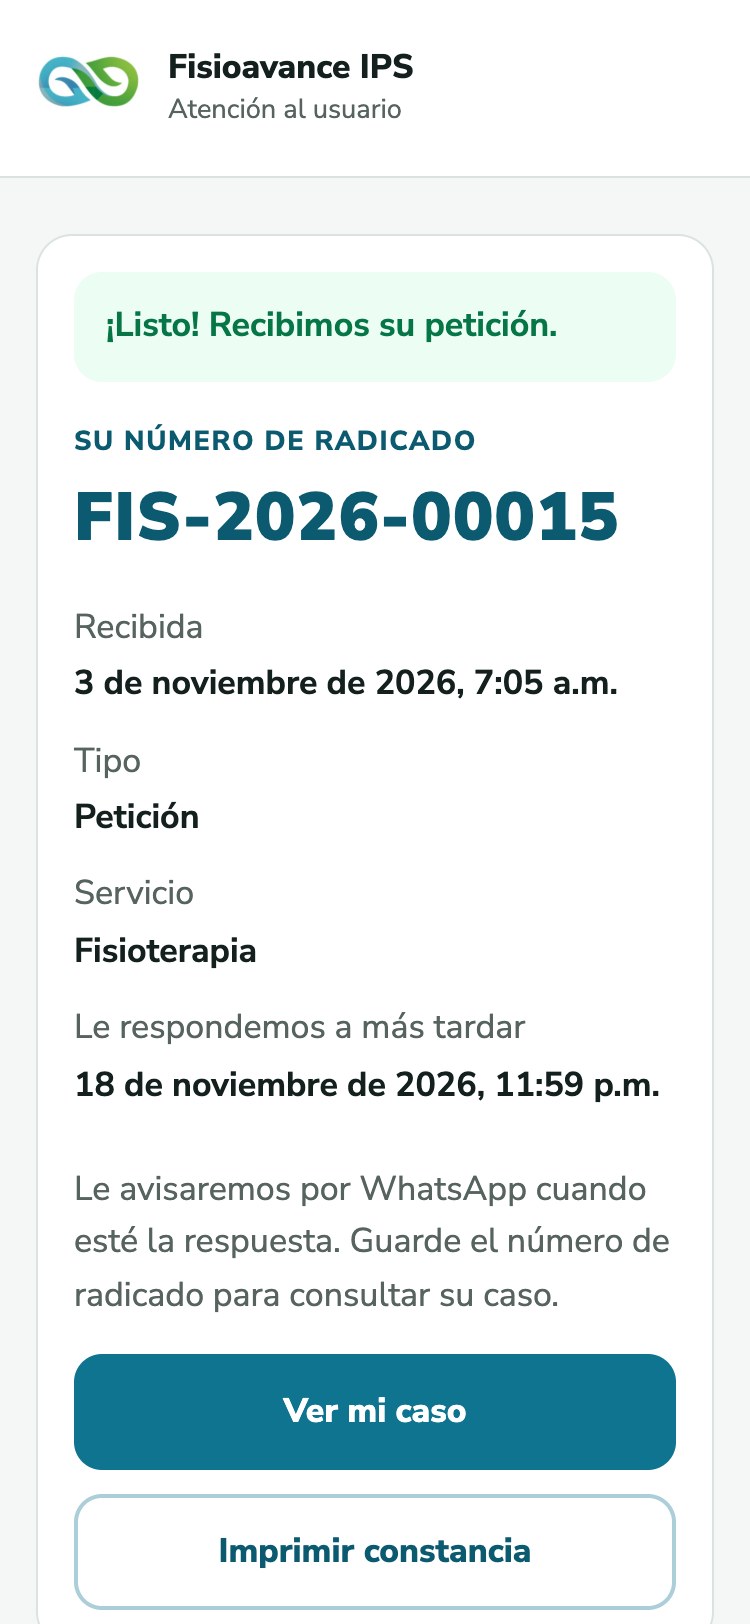 Fisioavance IPS
Atención al usuario
¡Listo! Recibimos su petición.
SU NÚMERO DE RADICADO
FIS-2026-00015
Recibida
3 de noviembre de 2026, 7:05 a.m.
Tipo
Petición
Servicio
Fisioterapia
Le respondemos a más tardar
18 de noviembre de 2026, 11:59 p.m.
Le avisaremos por WhatsApp cuando
esté la respuesta. Guarde el número de
radicado para consultar su caso.
Ver mi caso
Imprimir constancia